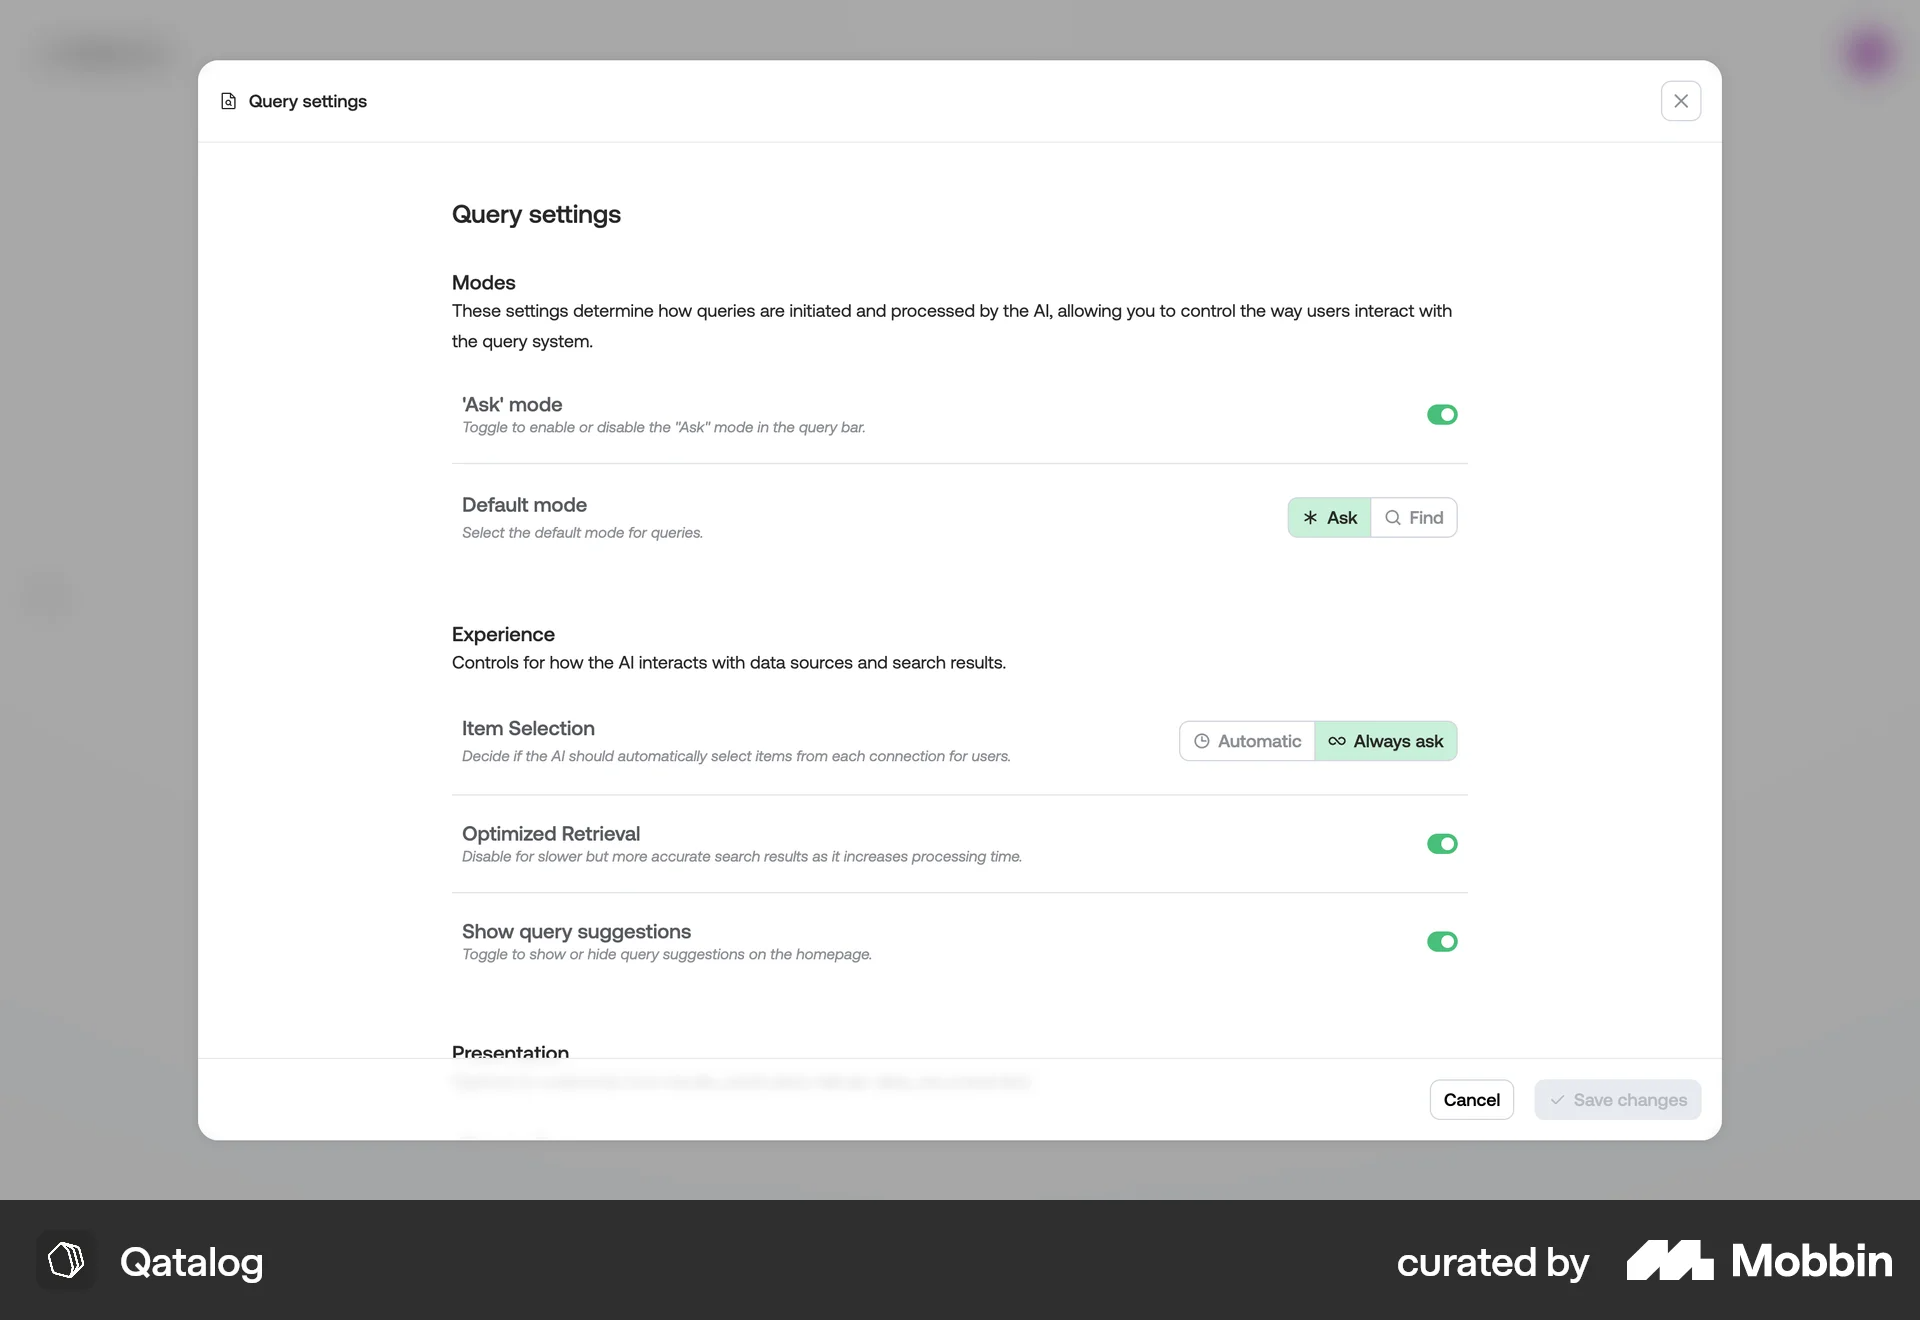 Query settings
Query settings
Modes
These settings determine how queries are initiated and processed by the AI, allowing you to control the way users interact with
the query system.
'Ask' mode
Toggle to enable or disable the "Ask" mode in the query bar.
Default mode
Select the default mode for queries.
Ask
Find
Experience
Controls for how the AI interacts with data sources and search results.
Item Selection
Decide if the AI should automatically select items from each connection for users.
Automatic
Always ask
Optimized Retrieval
Disable for slower but more accurate search results as it increases processing time.
Show query suggestions
Toggle to show or hide query suggestions on the homepage.
Presentation
Cancel
Save changes
Qatalog
curated by
Mobbin